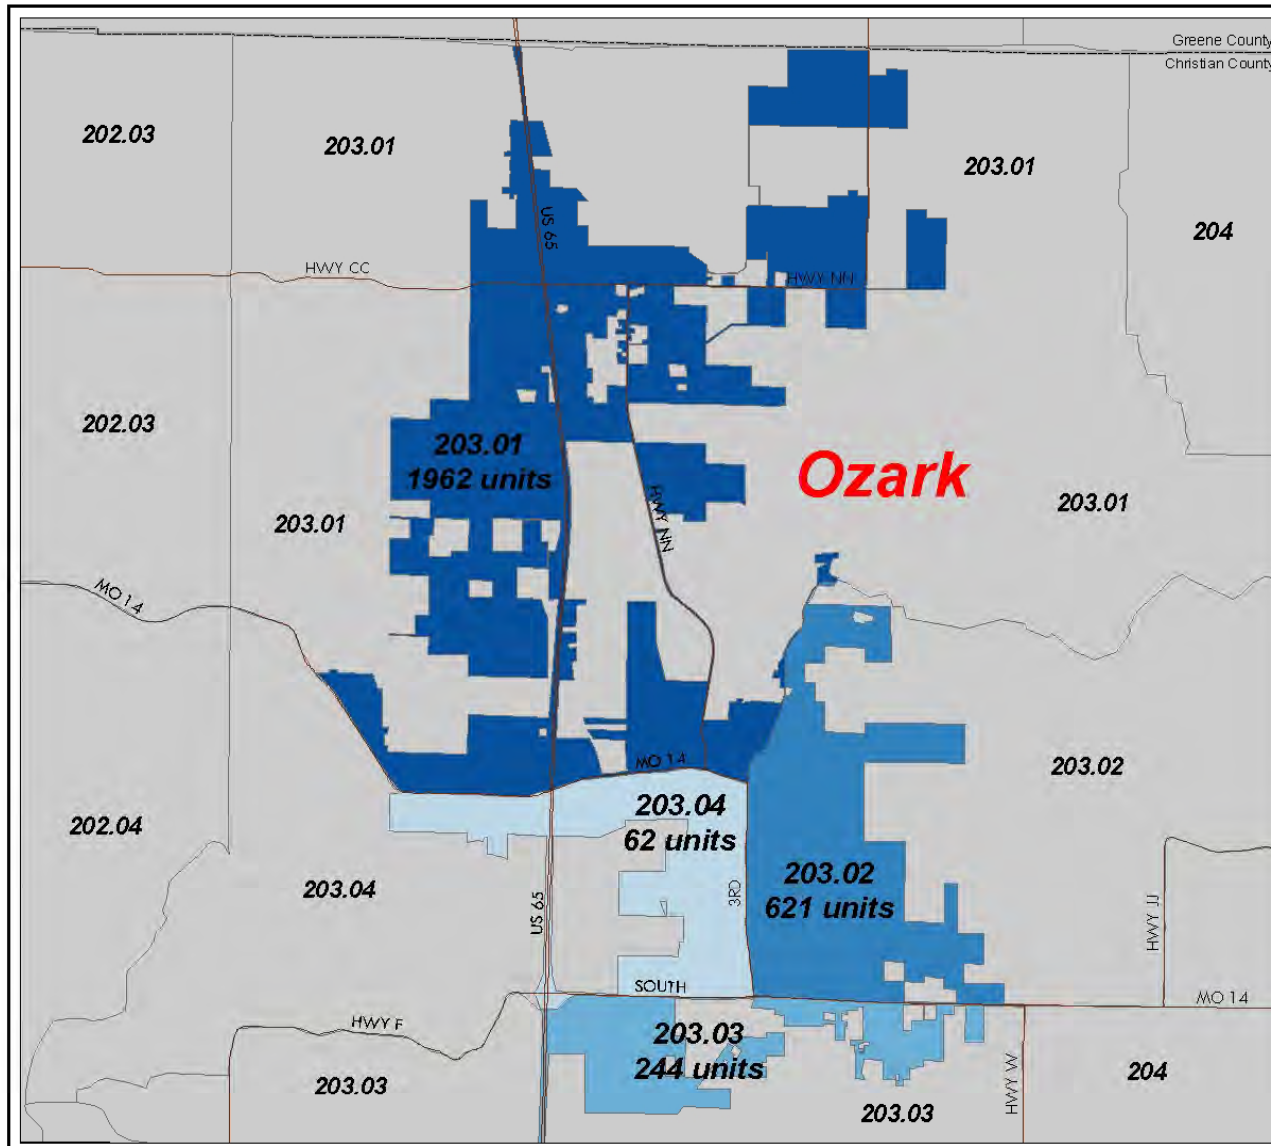 Greene County
Christian County
202.03
203.01
203.01
204
US 65
HWY CC
HWY NN
202.03
203.01
1962 units
Ozark
203.01
203.01
HWY NN
MO 14
MO 14
203.02
203.04
62 units
202.04
203.04
203.02
621 units
3RD
US 65
HWY JJ
SOUTH
MO 14
HWY F
203.03
244 units
203.03
HWY W
204
203.03